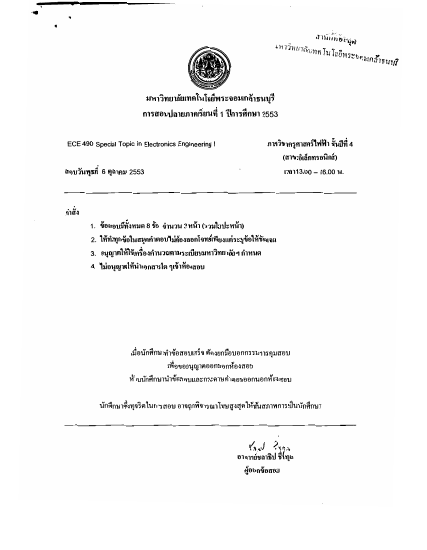 สำนักหอสมุด
มหาวิทยาลัยเทคโนโลยีพระจอมเกล้าธนบุรี
มหาวิทยาลัยเทคโนโลยีพระจอมเกล้าธนบุรี
การสอบปลายภาคเรียนที่ 1 ปีการศึกษา 2553
ECE 490 Special Topic in Electronics Engineering I
ภาควิชาครุศาสตร์ไฟฟ้า ชั้นปีที่ 4
(สาขาอิเล็กทรอนิกส์)
สอบวันพุธที่ 6 ตุลาคม 2553
เวลา 13.00 – 16.00 น.
คำสั่ง
1. ข้อสอบมีทั้งหมด 8 ข้อ จำนวน 2 หน้า (รวมใบปะหน้า)
2. ให้ทำทุกข้อในสมุดคำตอบไม่ต้องลอกโจทย์เพียงแต่ระบุข้อให้ชัดเจน
3. อนุญาตให้ใช้เครื่องคำนวณตามระเบียบมหาวิทยาลัยฯ กำหนด
4. ไม่อนุญาตให้นำเอกสารใด ๆ เข้าห้องสอบ
เมื่อนักศึกษาทำข้อสอบเสร็จ ต้องยกมือบอกกรรมการคุมสอบ
เพื่อขออนุญาตออกนอกห้องสอบ
ห้ามนักศึกษานำข้อสอบและกระดาษคำตอบออกนอกห้องสอบ
นักศึกษาซึ่งทุจริตในการสอบ อาจถูกพิจารณาโทษสูงสุดให้พ้นสภาพการเป็นนักศึกษา
ผู้ออกข้อสอบ